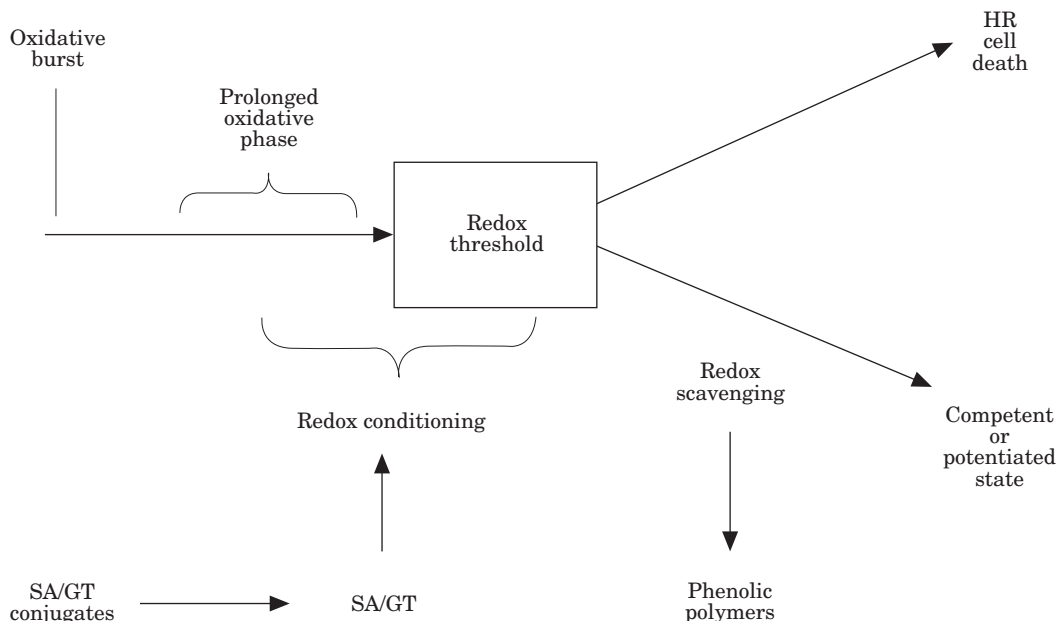 Oxidative
burst
Prolonged
oxidative
phase
HR
cell
death
Redox
threshold
Redox conditioning
Redox
scavenging
Competent
or
potentiated
state
SA/GT
conjugates
SA/GT
Phenolic
polymers